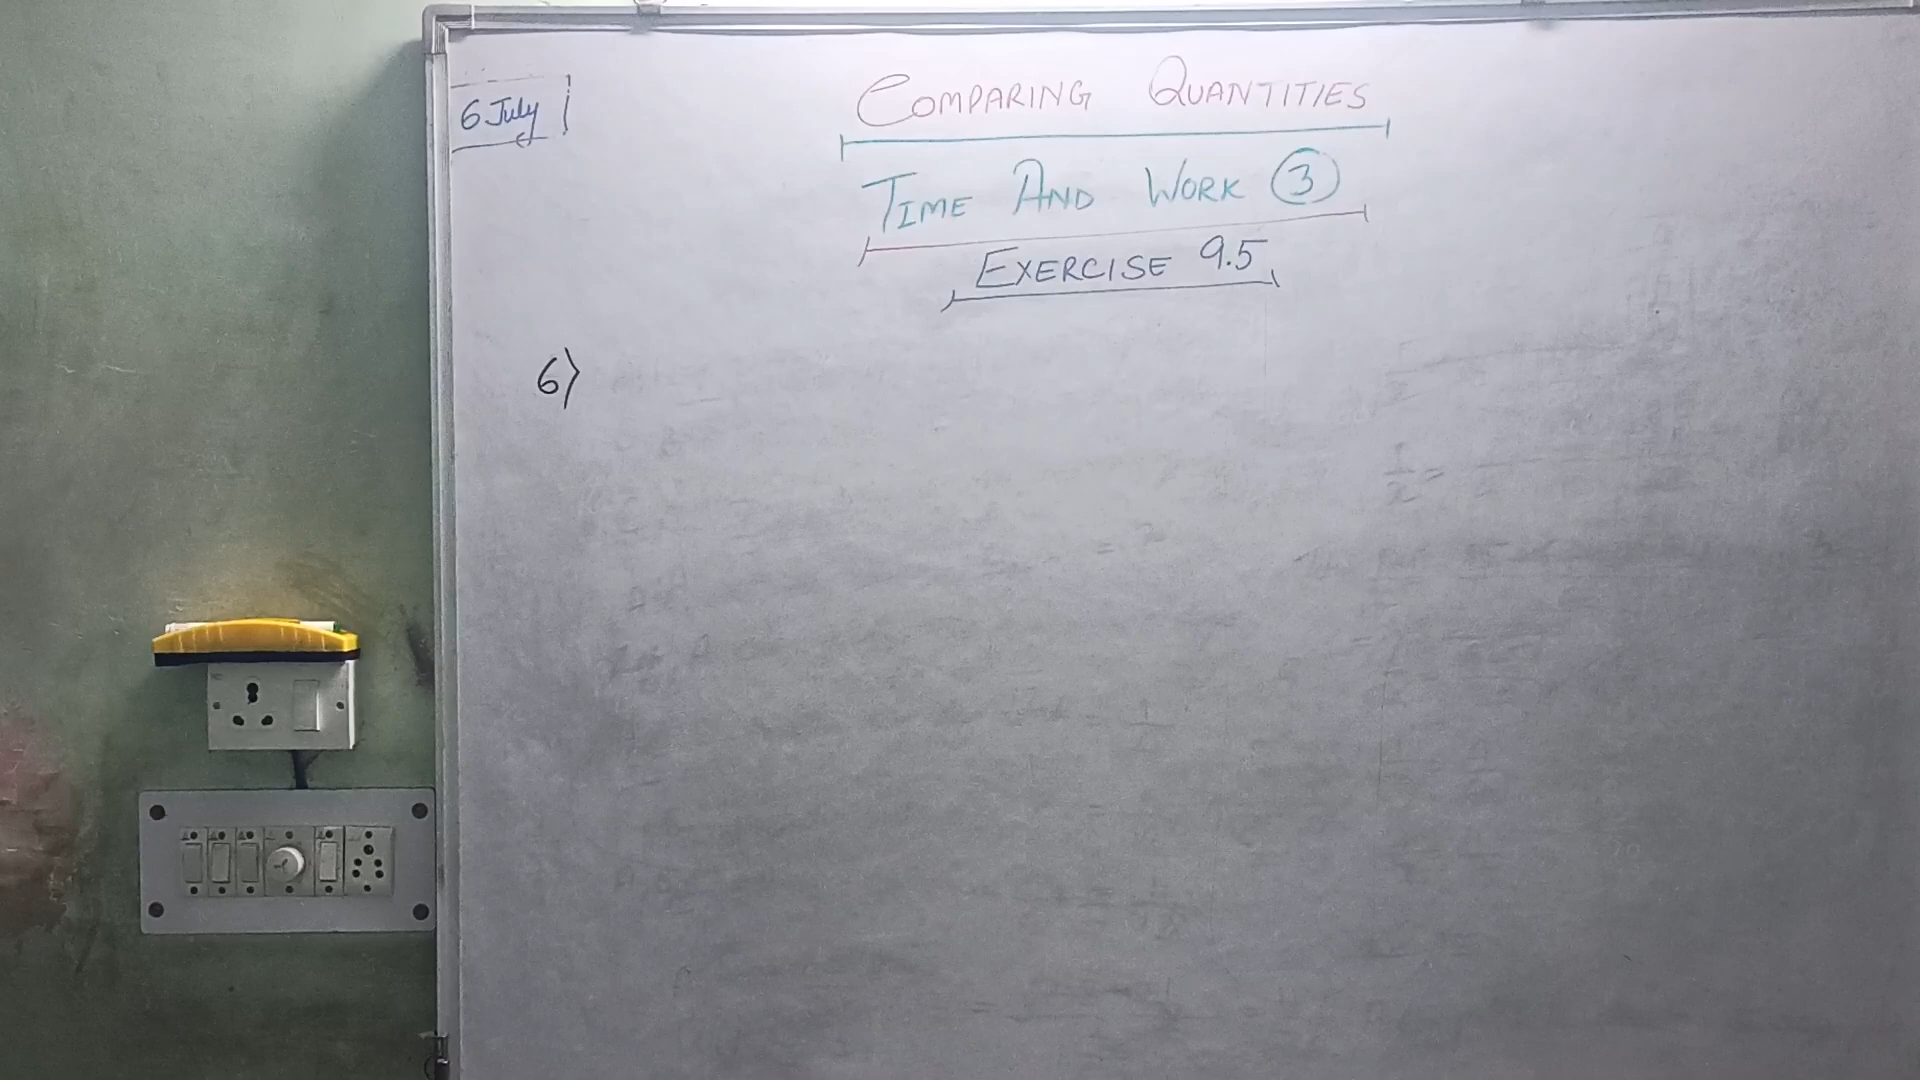 6 July
COMPARING QUANTITIES
TIME AND WORK 3
EXERCISE 9.5
6)